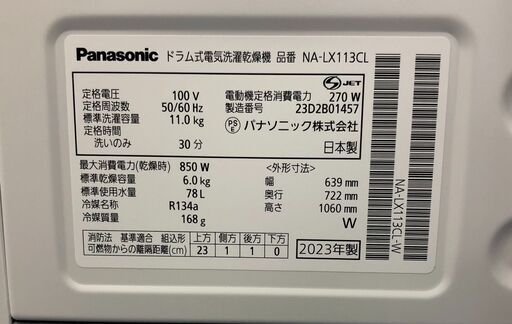 Panasonic ドラム式電気洗濯乾燥機 品番 NA-LX113CL
S JET
定格電圧 100 V
定格周波数 50/60 Hz
標準洗濯容量 11.0 kg
定格時間
洗いのみ 30 分
電動機定格消費電力 270 W
製造番号 23D2B01457
PSE パナソニック株式会社
日本製
最大消費電力(乾燥時) 850 W
標準乾燥容量 6.0 kg
標準使用水量 78 L
冷媒名称 R134a
冷媒質量 168 g
<外形寸法>
幅 639 mm
奥行 722 mm
高さ 1060 mm
W
消防法 基準適合 組込形 上方 側方 後方 下方
可燃物からの離隔距離(cm) 23 1 1 0
2023年製
NA-LX113CL-W